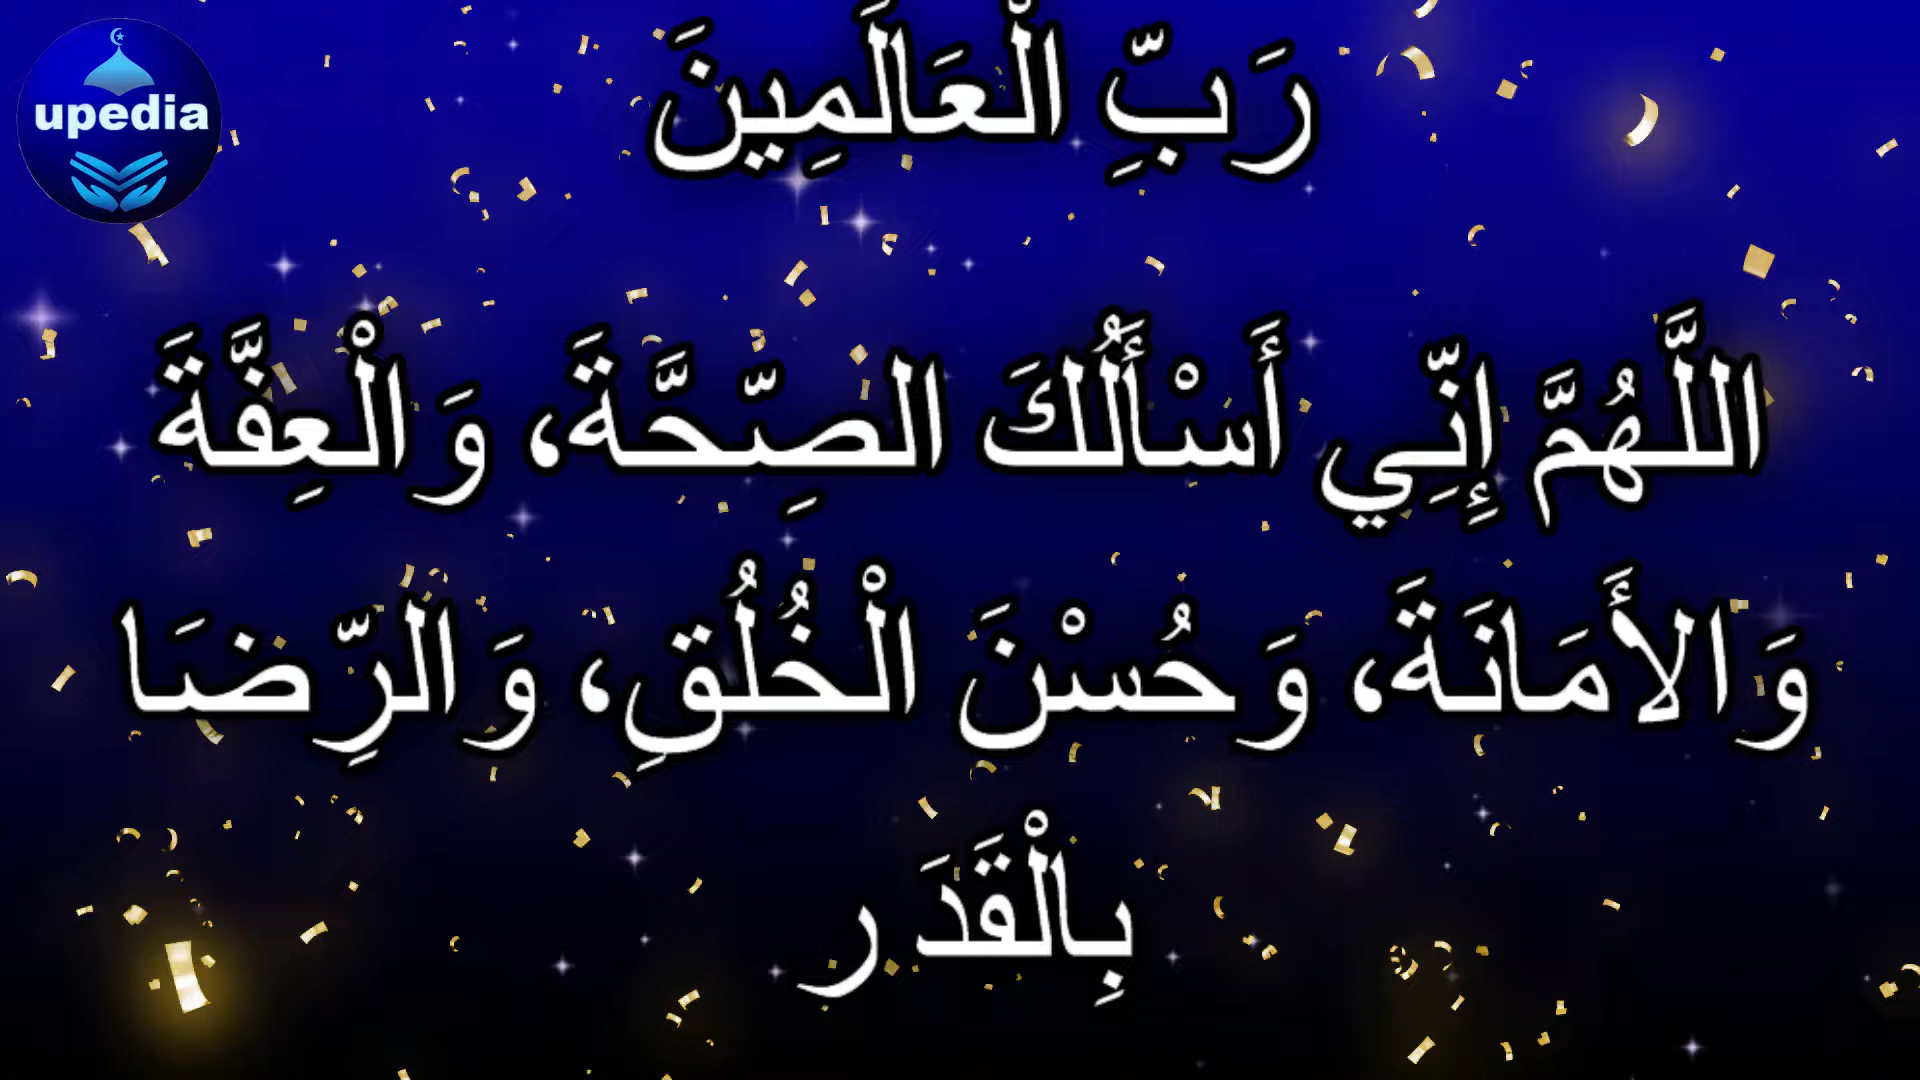 upedia
رَبِّ الْعَالَمِينَ
اللَّهُمَّ إِنِّي أَسْأَلُكَ الصِّحَّةَ، وَالْعِفَّةَ
وَالأَمَانَةَ، وَحُسْنَ الْخُلُقِ، وَالرِّضَا
بِالْقَدَر